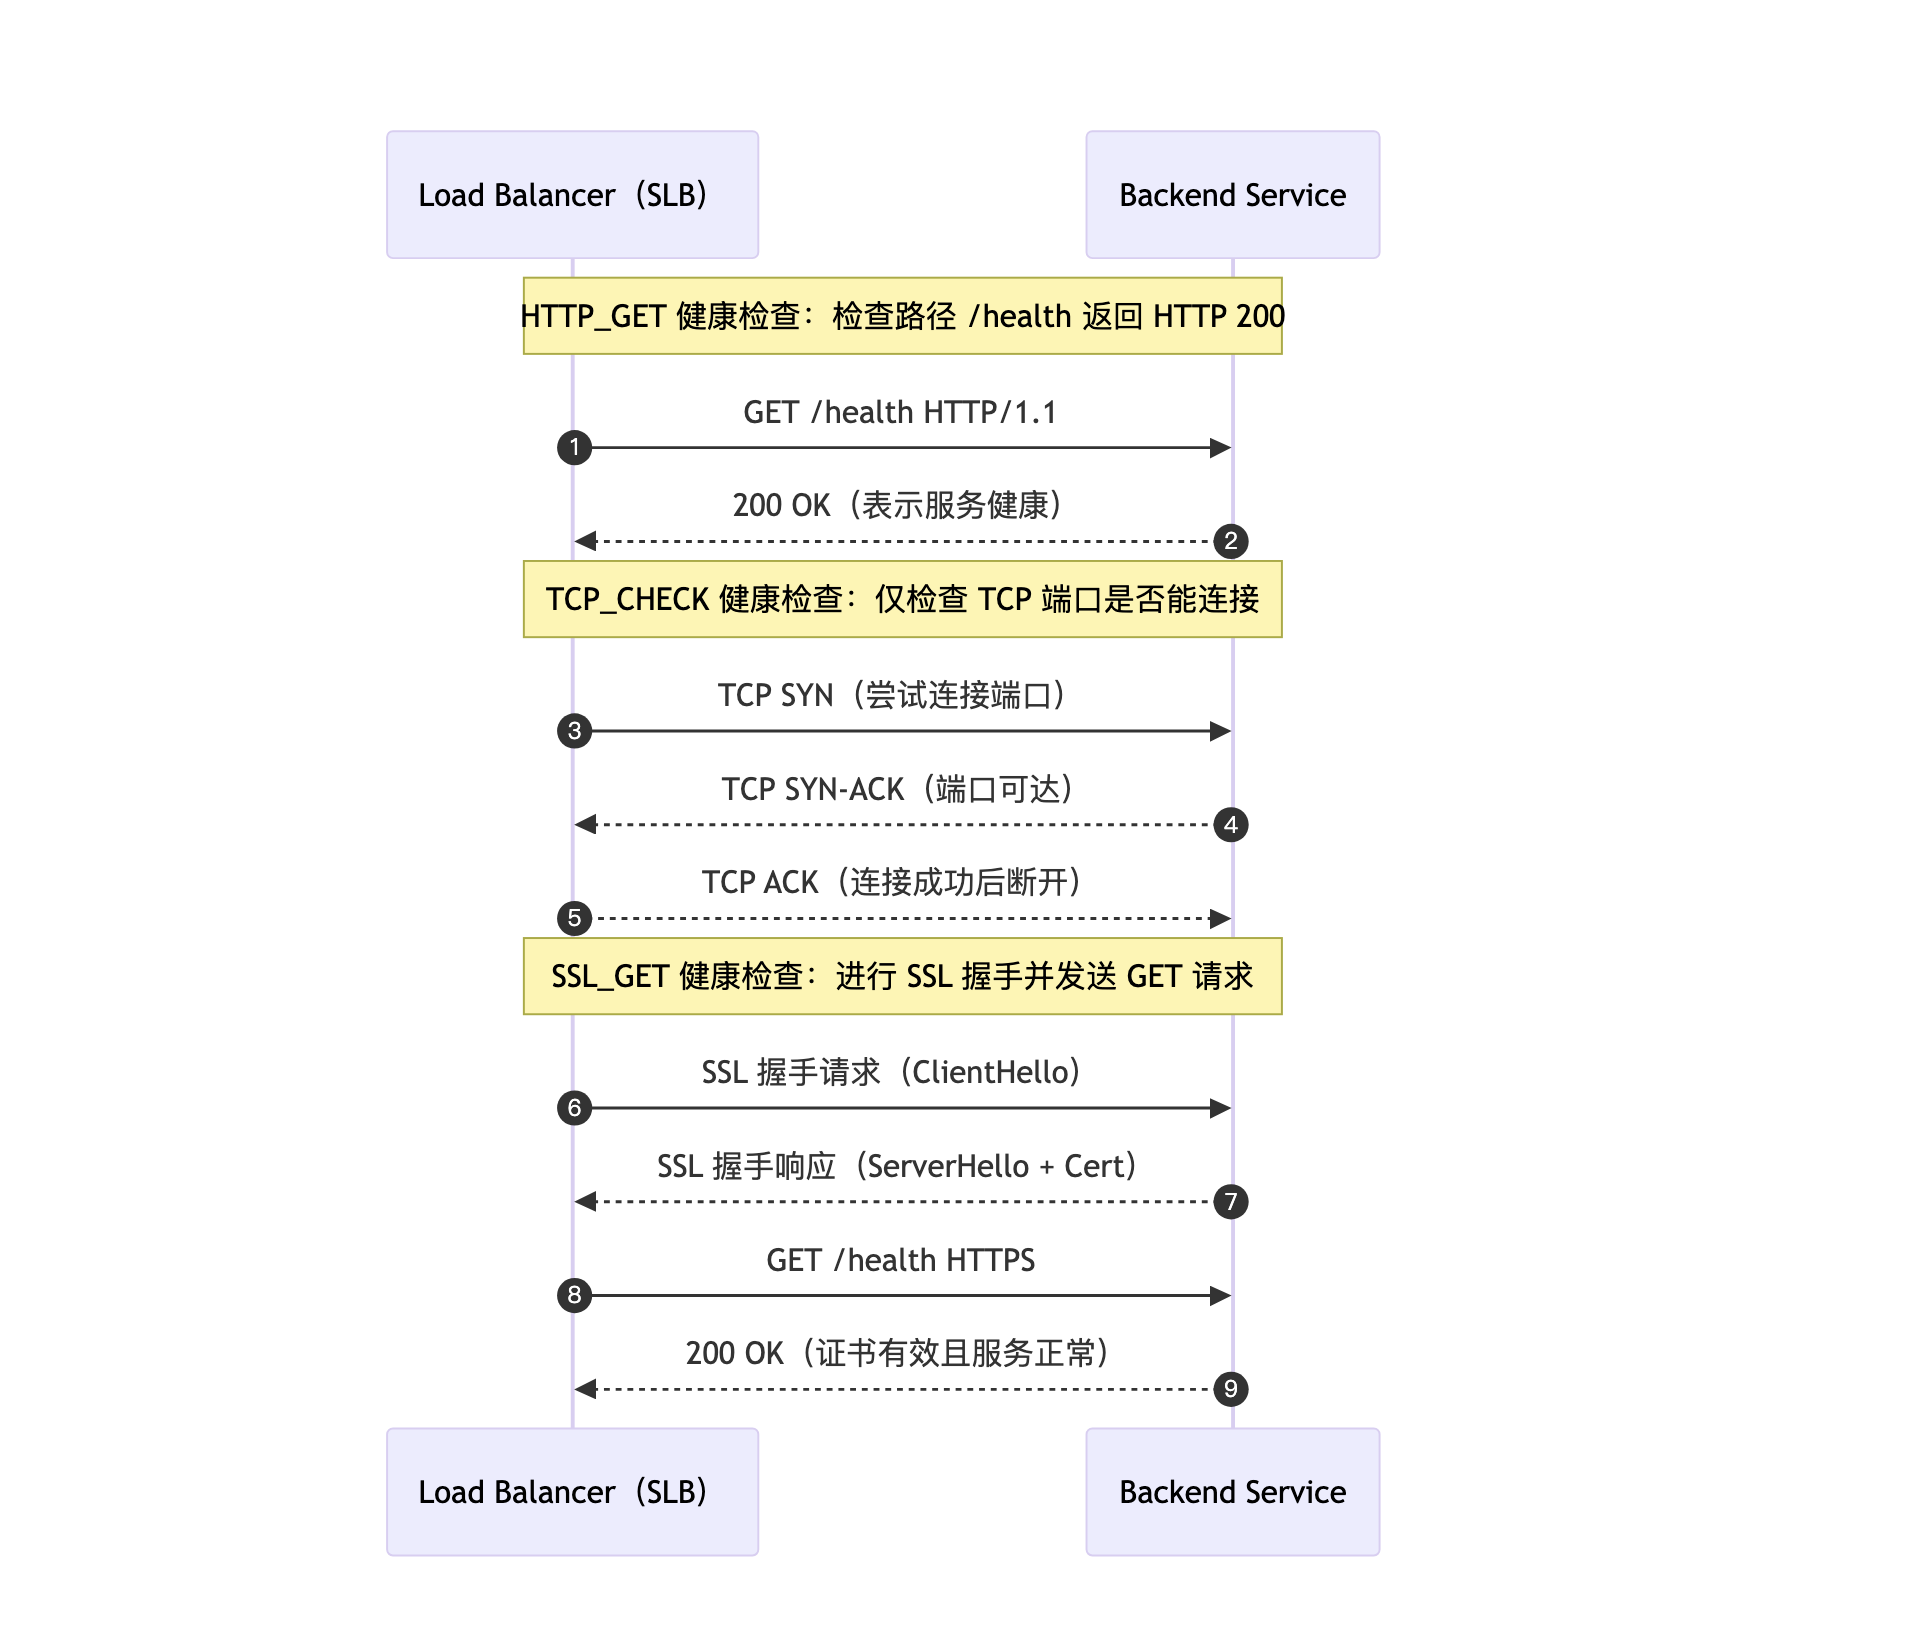 Load Balancer（SLB）
Backend Service
HTTP_GET 健康检查：检查路径 /health 返回 HTTP 200
GET /health HTTP/1.1
1
200 OK（表示服务健康）
2
TCP_CHECK 健康检查：仅检查 TCP 端口是否能连接
TCP SYN（尝试连接端口）
3
TCP SYN-ACK（端口可达）
4
TCP ACK（连接成功后断开）
5
SSL_GET 健康检查：进行 SSL 握手并发送 GET 请求
SSL 握手请求（ClientHello）
6
SSL 握手响应（ServerHello + Cert）
7
GET /health HTTPS
8
200 OK（证书有效且服务正常）
9
Load Balancer（SLB）
Backend Service